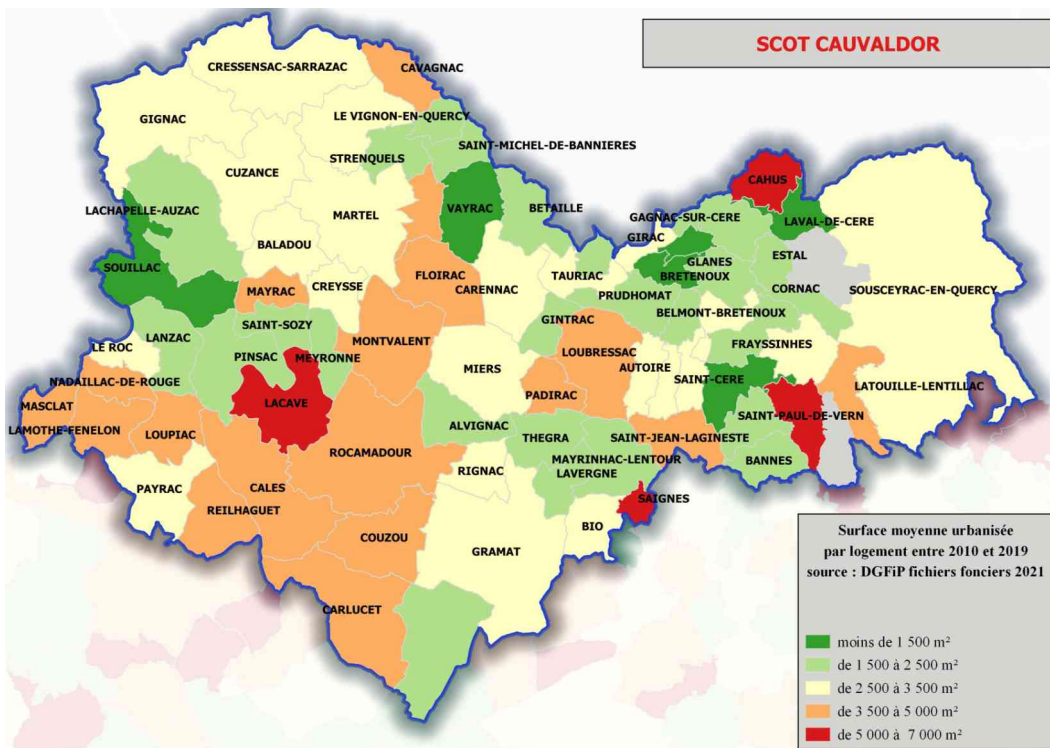 SCOT CAUVALDOR
CRESSENSAC-SARRAZAC
CAVAGNAC
GIGNAC
LE VIGNON-EN-QUERCY
SAINT-MICHEL-DE-BANNIERES
STRENQUELS
CUZANCE
CAHUS
LACHAPELLE-AUZAC
MARTEL
VAYRAC
BETAILLE
GAGNAC-SUR-CERE
LAVAL-DE-CERE
GIRAC
BALADOU
ESTAL
SOUILLAC
GLANES
FLOIRAC
TAURIAC
BRETENOUX
MAYRAC
CREYSSE
CARENNAC
CORNAC
SOUSCEYRAC-EN-QUERCY
PRUDHOMAT
SAINT-SOZY
GINTRAC
BELMONT-BRETENOUX
LANZAC
MONTVALENT
LE ROC
PINSAC
MEYRONNE
LOUBRESSAC
FRAYSSINHES
MIERS
AUTOIRE
SAINT-CERE
NADAILLAC-DE-ROUGE
LATOUILLE-LENTILLAC
PADIRAC
MASCLAT
LACAVE
SAINT-PAUL-DE-VERN
LAMOTHE-FENELON
ALVIGNAC
LOUPIAC
THEGRA
SAINT-JEAN-LAGINESTE
ROCAMADOUR
MAYRINHAC-LENTOUR
BANNES
RIGNAC
LAVERGNE
PAYRAC
CALES
SAIGNES
REILHAGUET
BIO
COUZOU
GRAMAT
CARLUCET
Surface moyenne urbanisée
par logement entre 2010 et 2019
source : DGFiP fichiers fonciers 2021
moins de 1 500 m²
de 1 500 à 2 500 m²
de 2 500 à 3 500 m²
de 3 500 à 5 000 m²
de 5 000 à 7 000 m²